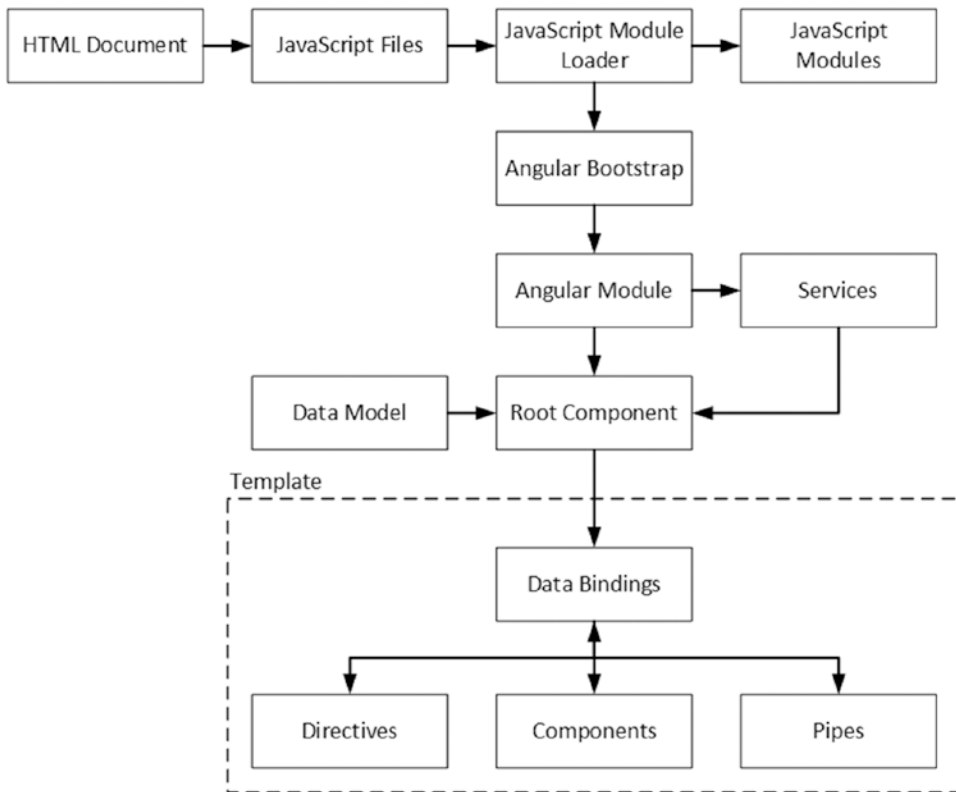 HTML Document
JavaScript Files
JavaScript Module
Loader
JavaScript
Modules
Angular Bootstrap
Angular Module
Services
Data Model
Root Component
Template
Data Bindings
Directives
Components
Pipes